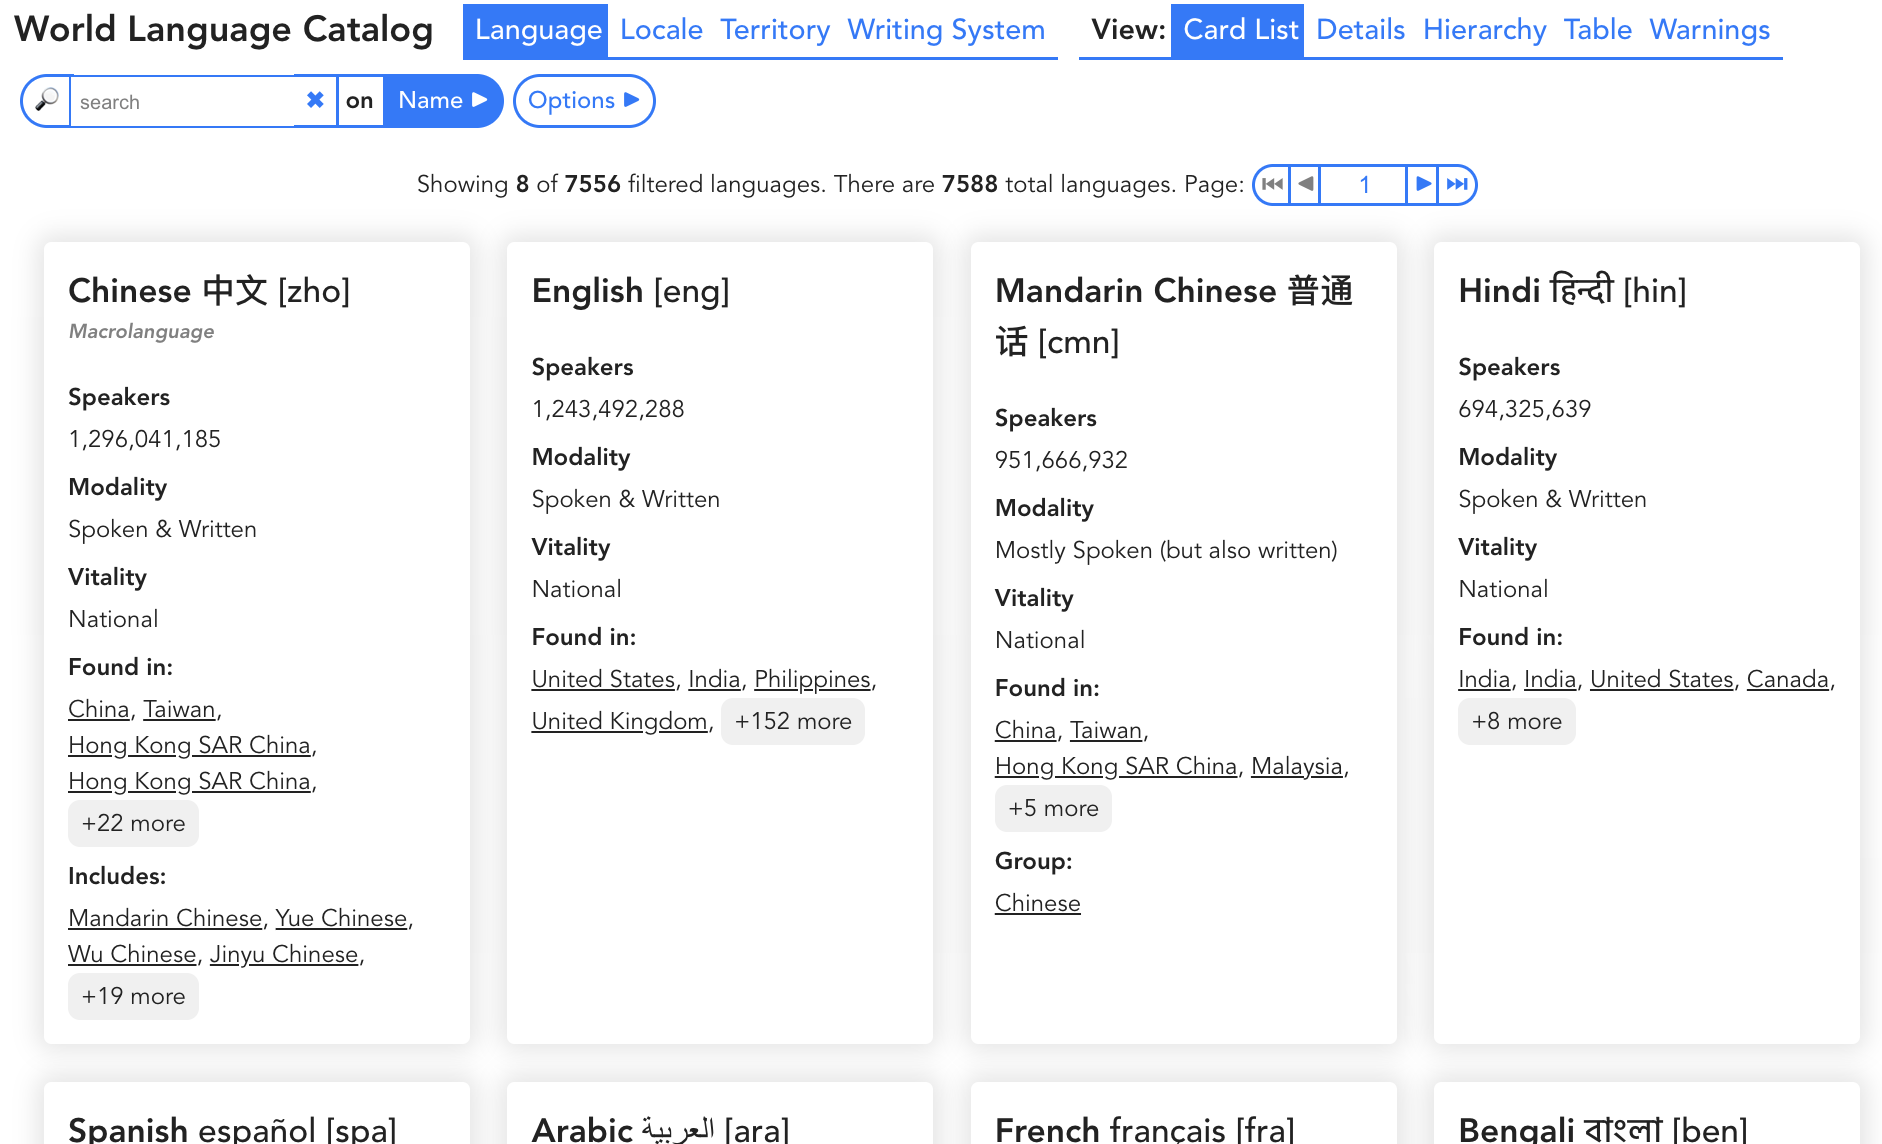 World Language Catalog Language Locale Territory Writing System View: Card List Details Hierarchy Table Warnings
search ✖ on Name ▶ Options ▶
Showing 8 of 7556 filtered languages. There are 7588 total languages. Page: ⏮ ◀ 1 ▶ ⏭
Chinese 中文 [zho]
Macrolanguage
Speakers
1,296,041,185
Modality
Spoken & Written
Vitality
National
Found in:
China, Taiwan,
Hong Kong SAR China,
Hong Kong SAR China,
+22 more
Includes:
Mandarin Chinese, Yue Chinese,
Wu Chinese, Jinyu Chinese,
+19 more
English [eng]
Speakers
1,243,492,288
Modality
Spoken & Written
Vitality
National
Found in:
United States, India, Philippines,
United Kingdom, +152 more
Mandarin Chinese 普通
话 [cmn]
Speakers
951,666,932
Modality
Mostly Spoken (but also written)
Vitality
National
Found in:
China, Taiwan,
Hong Kong SAR China, Malaysia,
+5 more
Group:
Chinese
Hindi हिन्दी [hin]
Speakers
694,325,639
Modality
Spoken & Written
Vitality
National
Found in:
India, India, United States, Canada,
+8 more
Spanish español [spa]
Arabic العربية [ara]
French français [fra]
Bengali বাংলা [ben]